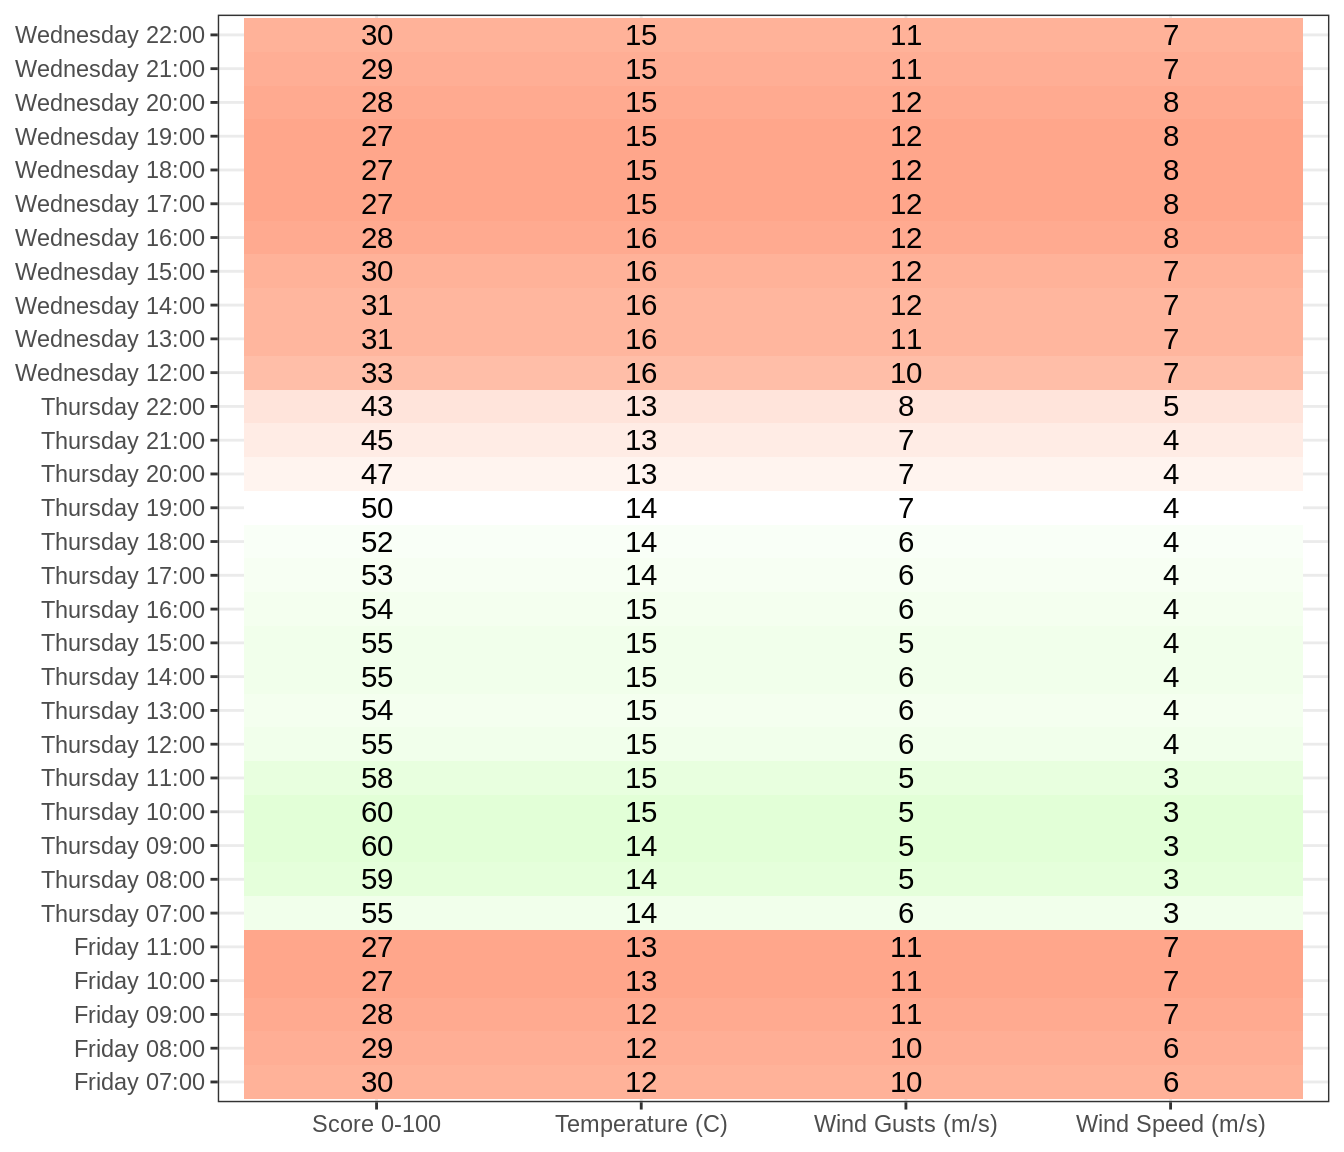 Wednesday 22:00 30 15 11 7
Wednesday 21:00 29 15 11 7
Wednesday 20:00 28 15 12 8
Wednesday 19:00 27 15 12 8
Wednesday 18:00 27 15 12 8
Wednesday 17:00 27 15 12 8
Wednesday 16:00 28 16 12 8
Wednesday 15:00 30 16 12 7
Wednesday 14:00 31 16 12 7
Wednesday 13:00 31 16 11 7
Wednesday 12:00 33 16 10 7
Thursday 22:00 43 13 8 5
Thursday 21:00 45 13 7 4
Thursday 20:00 47 13 7 4
Thursday 19:00 50 14 7 4
Thursday 18:00 52 14 6 4
Thursday 17:00 53 14 6 4
Thursday 16:00 54 15 6 4
Thursday 15:00 55 15 5 4
Thursday 14:00 55 15 6 4
Thursday 13:00 54 15 6 4
Thursday 12:00 55 15 6 4
Thursday 11:00 58 15 5 3
Thursday 10:00 60 15 5 3
Thursday 09:00 60 14 5 3
Thursday 08:00 59 14 5 3
Thursday 07:00 55 14 6 3
Friday 11:00 27 13 11 7
Friday 10:00 27 13 11 7
Friday 09:00 28 12 11 7
Friday 08:00 29 12 10 6
Friday 07:00 30 12 10 6
Score 0-100 Temperature (C) Wind Gusts (m/s) Wind Speed (m/s)